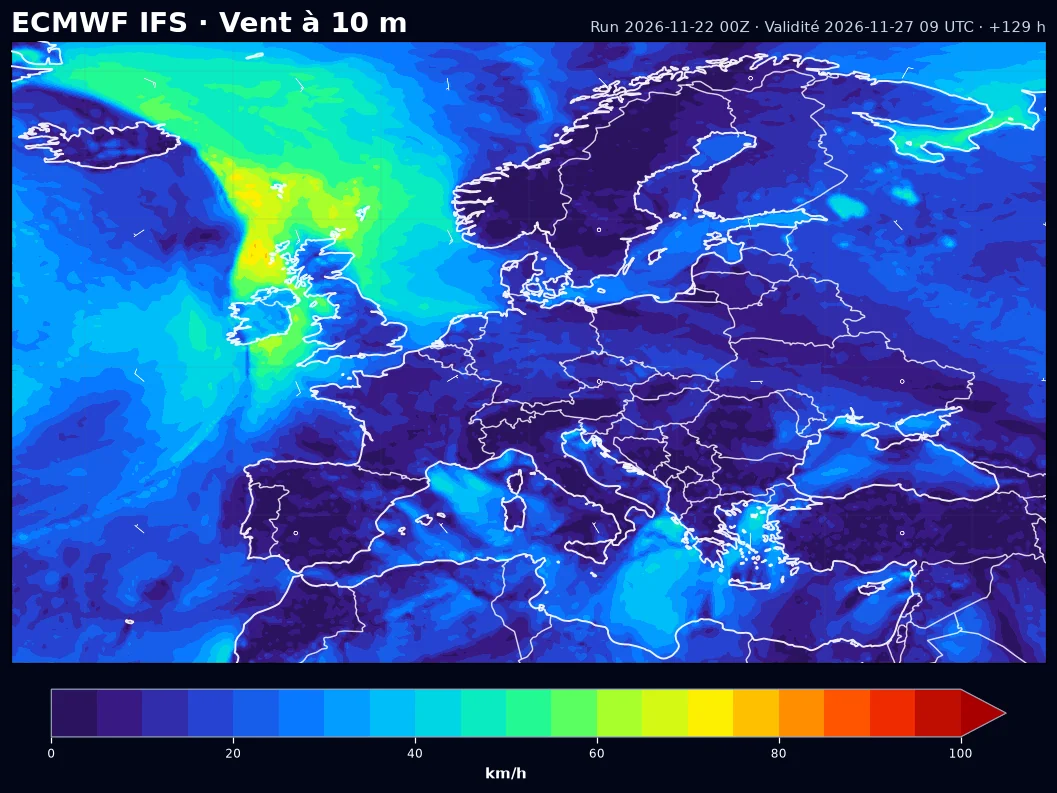 ECMWF IFS · Vent à 10 m
Run 2026-11-22 00Z · Validité 2026-11-27 09 UTC · +129 h
0 20 40 60 80 100
km/h